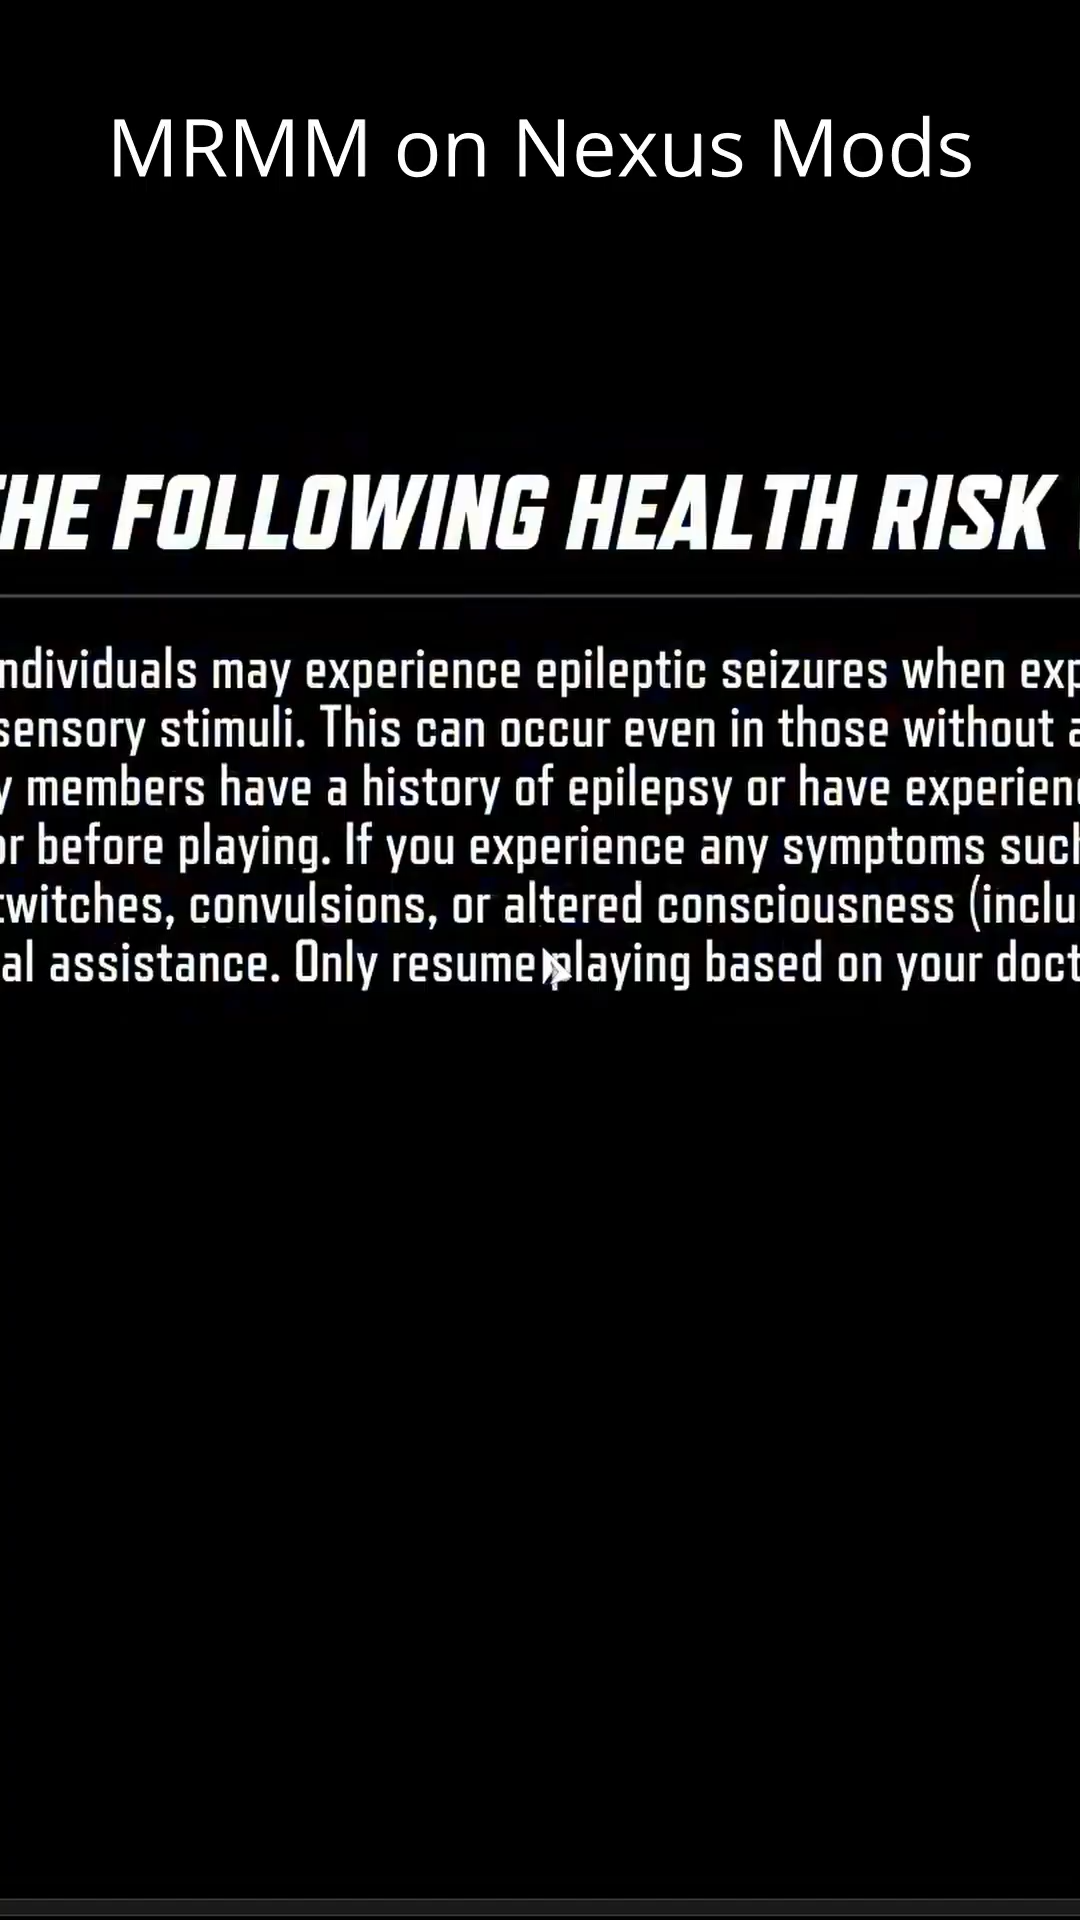 MRMM on Nexus Mods
THE FOLLOWING HEALTH RISK
ndividuals may experience epileptic seizures when exp
sensory stimuli. This can occur even in those without a
y members have a history of epilepsy or have experienc
or before playing. If you experience any symptoms such
twitches, convulsions, or altered consciousness (inclu
al assistance. Only resume playing based on your doct